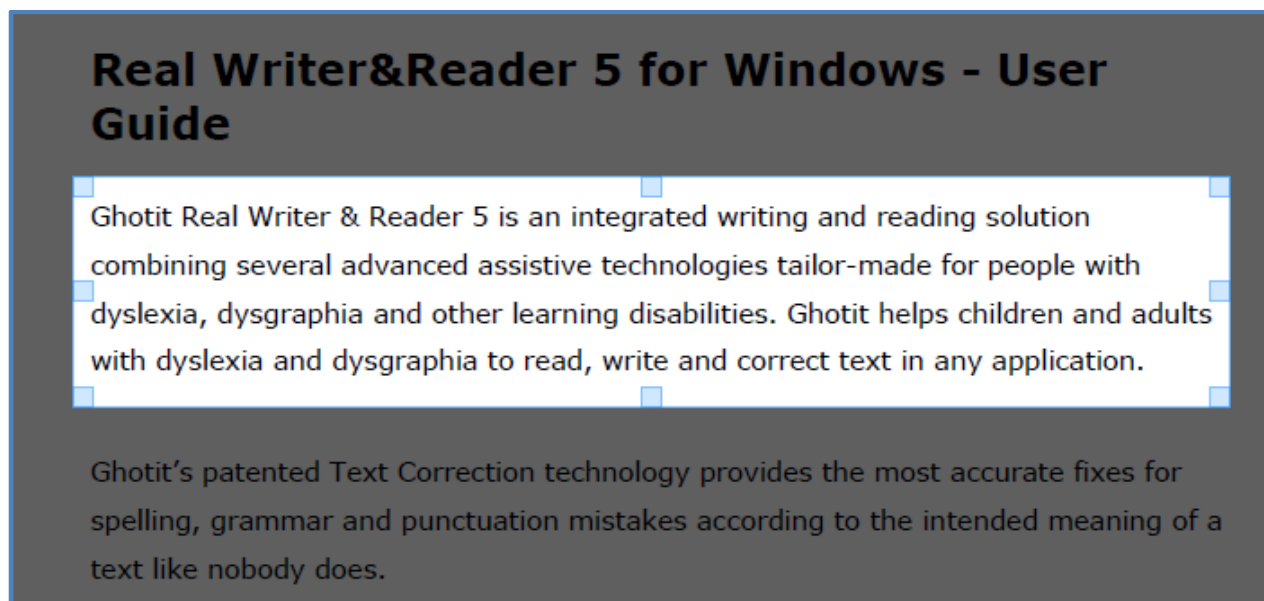 Real Writer&Reader 5 for Windows - User
Guide
Ghotit Real Writer & Reader 5 is an integrated writing and reading solution
combining several advanced assistive technologies tailor-made for people with
dyslexia, dysgraphia and other learning disabilities. Ghotit helps children and adults
with dyslexia and dysgraphia to read, write and correct text in any application.
Ghotit’s patented Text Correction technology provides the most accurate fixes for
spelling, grammar and punctuation mistakes according to the intended meaning of a
text like nobody does.